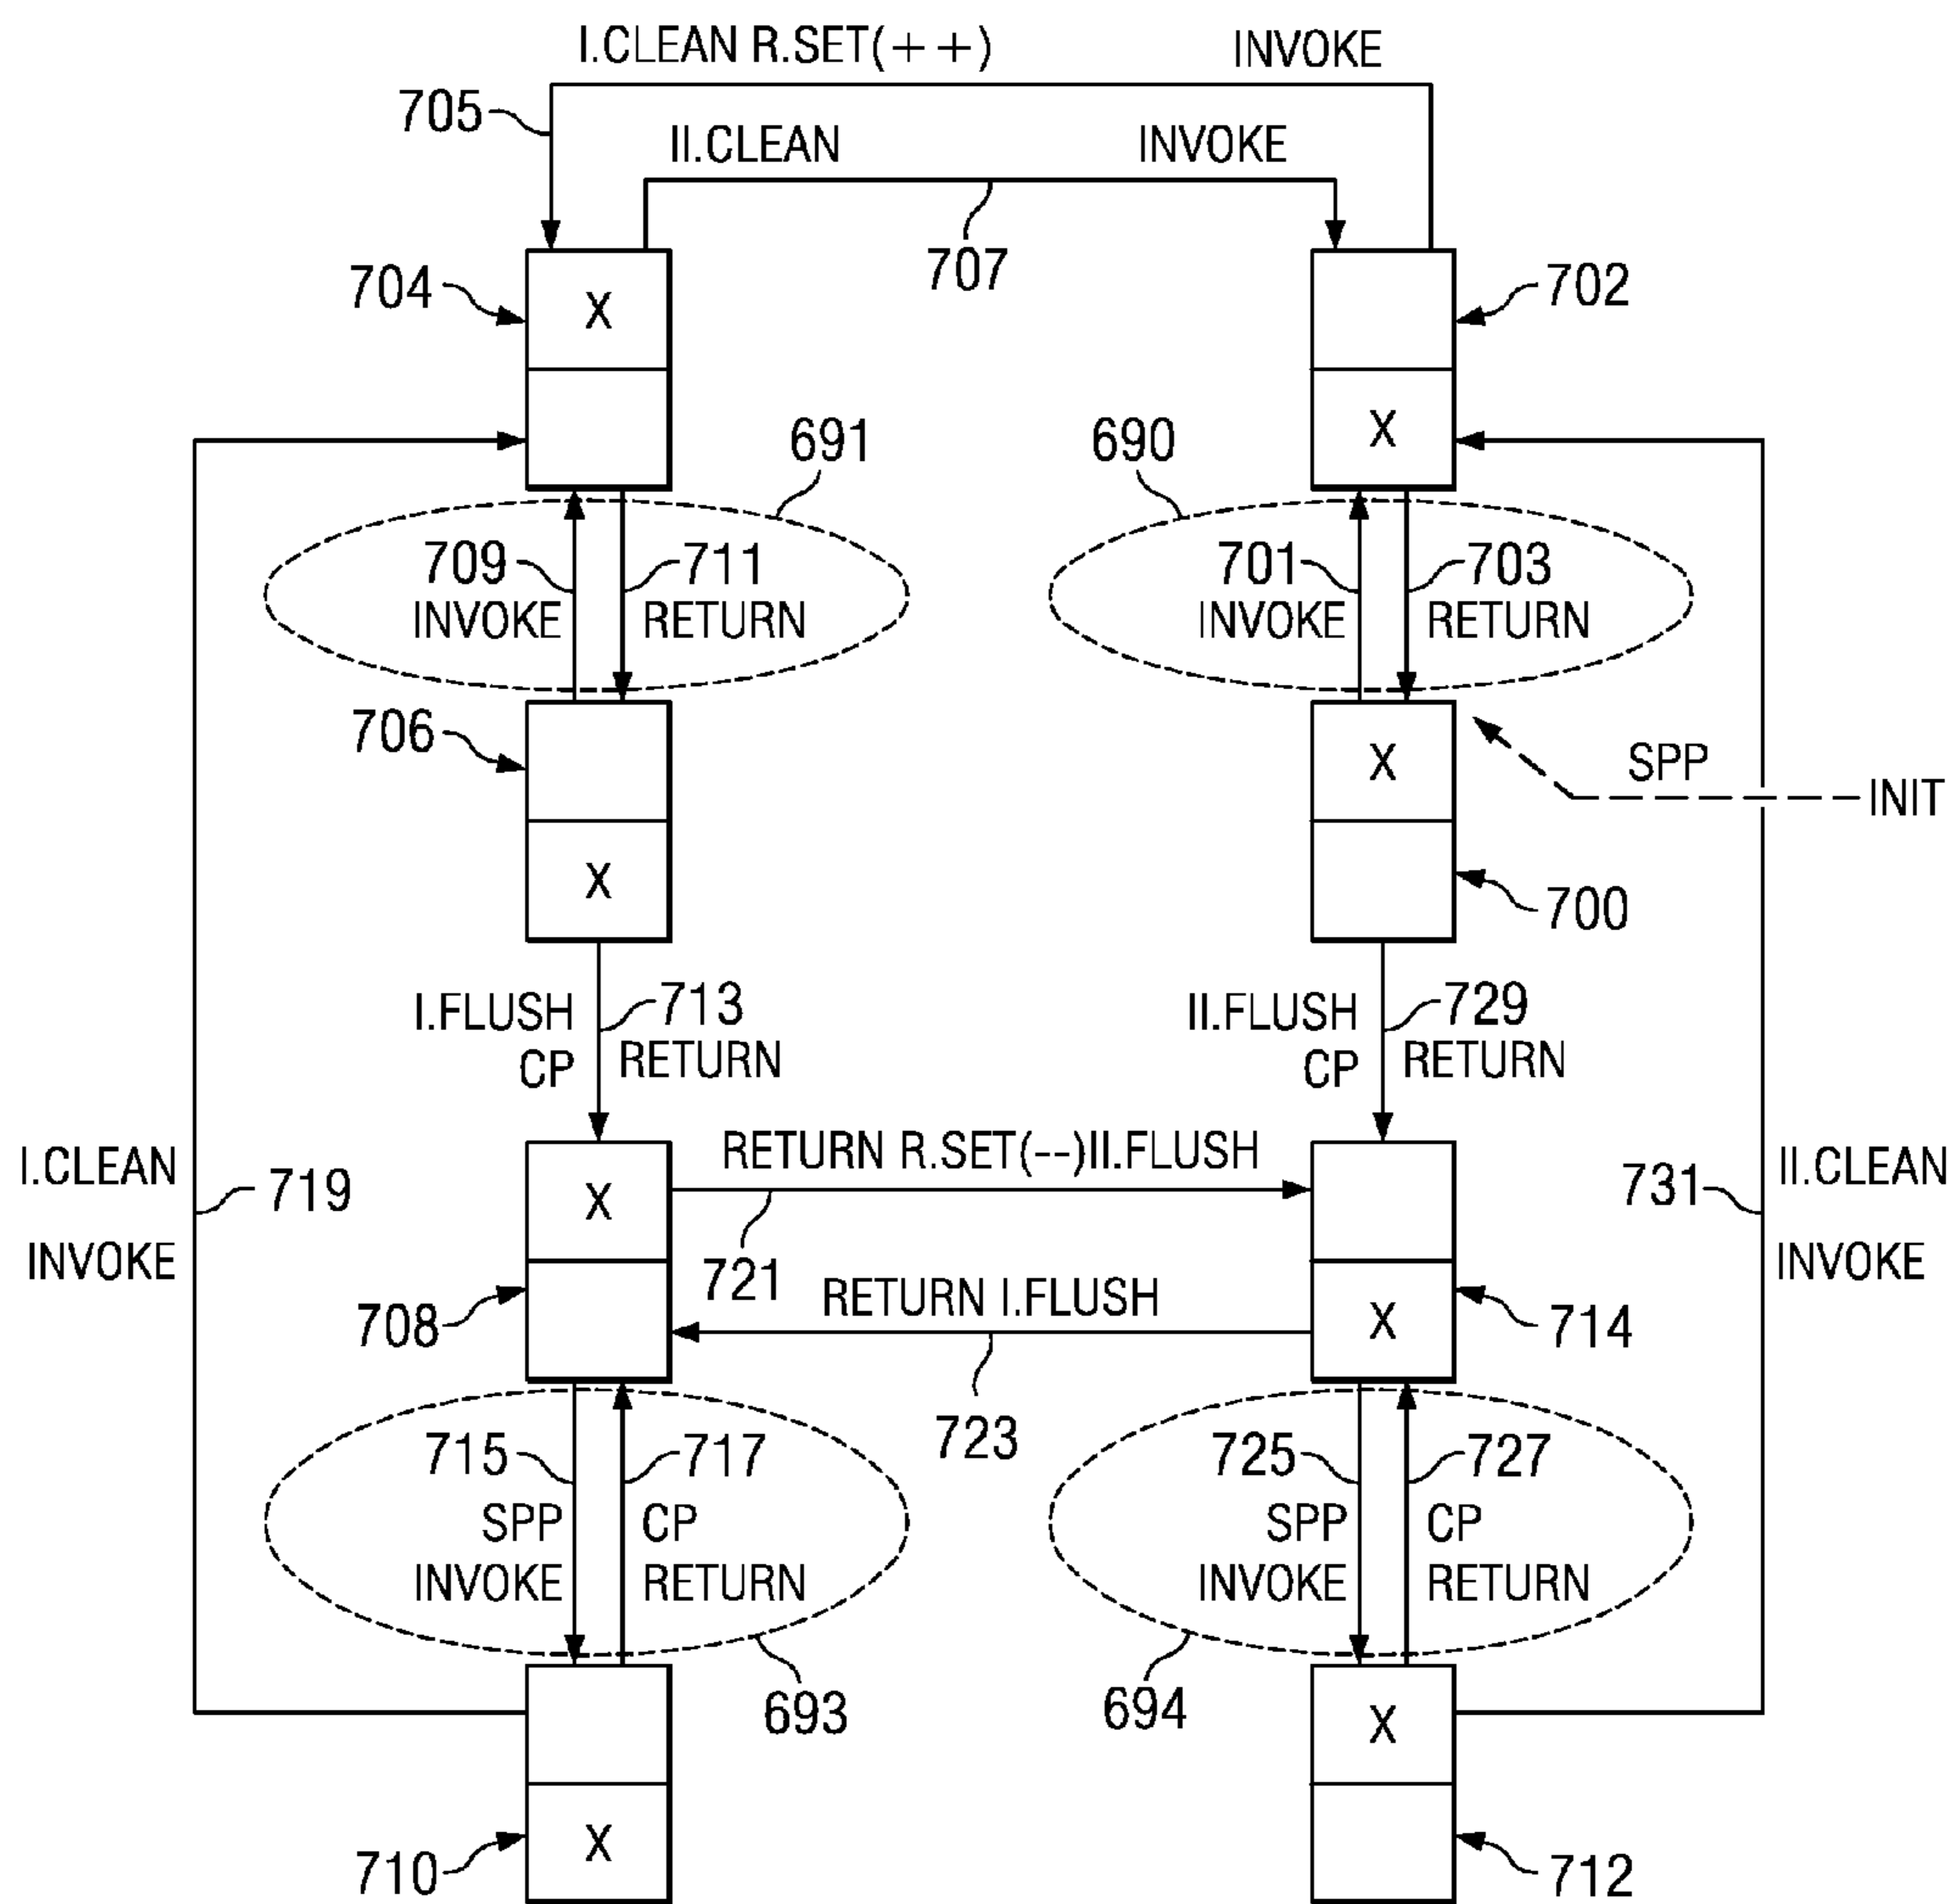 I.CLEAN R.SET(++) INVOKE
705
II.CLEAN INVOKE
707
704 X 702
X
691 690
709 711 701 703
INVOKE RETURN INVOKE RETURN
706 X SPP
INIT
X 700
I.FLUSH 713 II.FLUSH 729
CP RETURN CP RETURN
I.CLEAN 719 X RETURN R.SET(--)II.FLUSH 731 II.CLEAN
INVOKE 721 INVOKE
708 RETURN I.FLUSH X 714
723
715 717 725 727
SPP CP SPP CP
INVOKE RETURN INVOKE RETURN
693 694 X
710 X 712